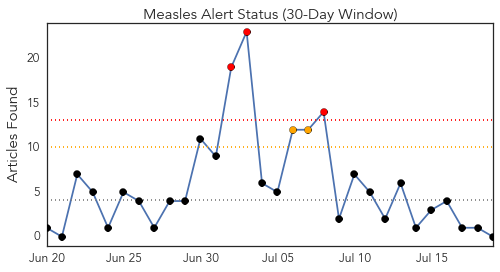 Measles Alert Status (30-Day Window)
Articles Found
20
15
10
5
0
Jun 20
Jun 25
Jun 30
Jul 05
Jul 10
Jul 15